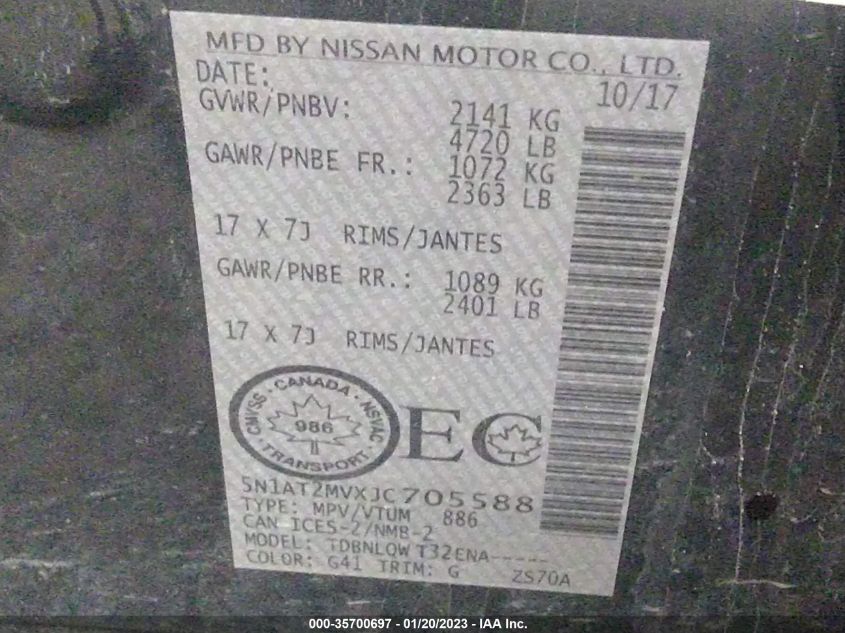 MFD BY NISSAN MOTOR CO., LTD.
DATE: 10/17
GVWR/PNBV: 2141 KG
4720 LB
GAWR/PNBE FR.: 1072 KG
2363 LB
17 X 7J RIMS/JANTES
GAWR/PNBE RR.: 1089 KG
2401 LB
17 X 7J RIMS/JANTES
CANADA
CMVSS · NSVAC
986
TRANSPORT
EC
5N1AT2MVXJC705588
TYPE: MPV/VTUM 886
CAN ICES-2/NMB-2
MODEL: TDBNLQW T32ENA-----
COLOR: G41 TRIM: G ZS70A
000-35700697 - 01/20/2023 - IAA Inc.